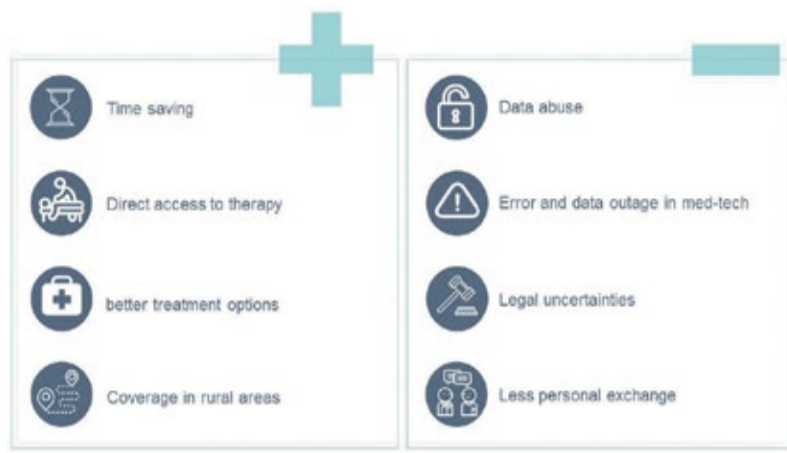 Time saving
Direct access to therapy
better treatment options
Coverage in rural areas
Data abuse
Error and data outage in med-tech
Legal uncertainties
Less personal exchange